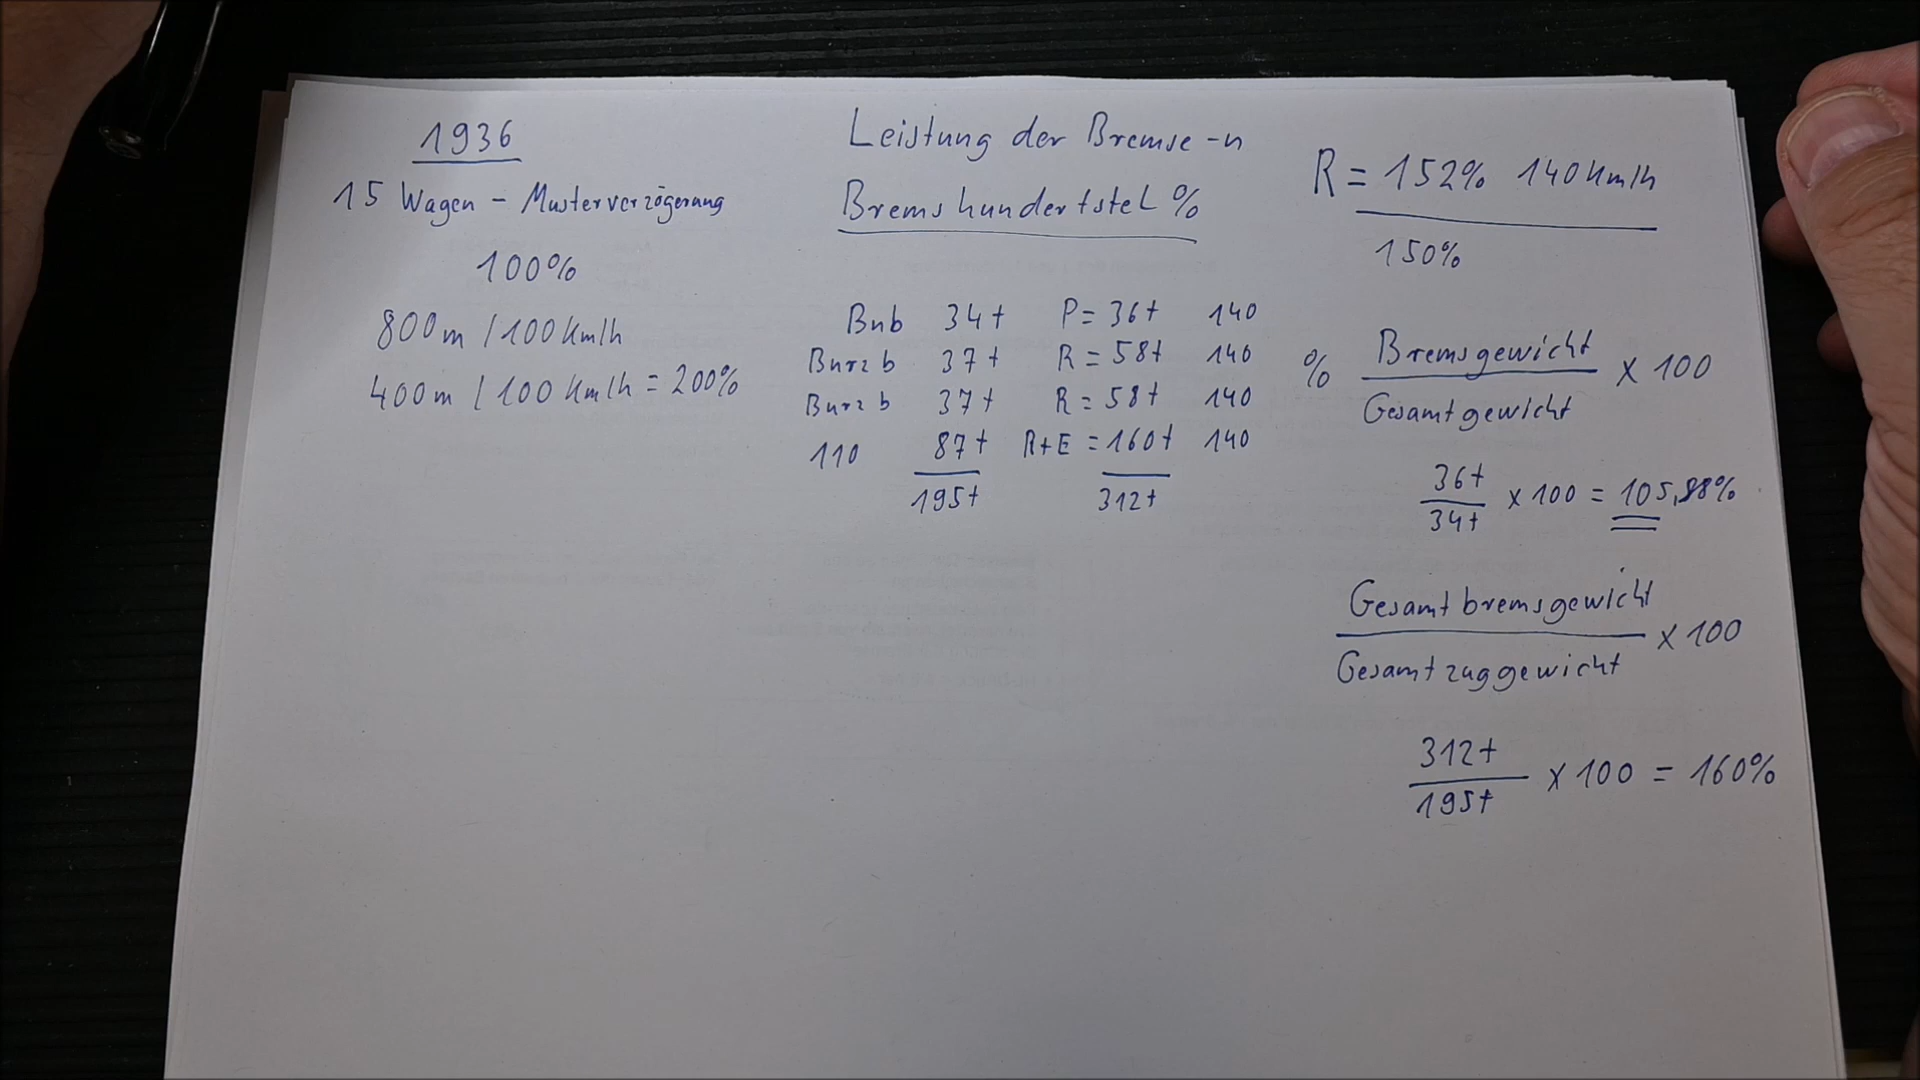 1936
15 Wagen - Musterverzögerung
100%
800m / 100 Km/h
400m / 100 Km/h = 200%
Leistung der Bremse -n
Bremshundertstel %
Bnb 34t P = 36t 140
Burz b 37t R = 58t 140
Burz b 37t R = 58t 140
110 87t R+E = 160t 140
195t 312t
R = 152% 140 Km/h
150%
% Bremsgewicht x 100
Gesamtgewicht
36t x 100 = 105,88%
34t
Gesamtbremsgewicht x 100
Gesamtzuggewicht
312t x 100 = 160%
195t